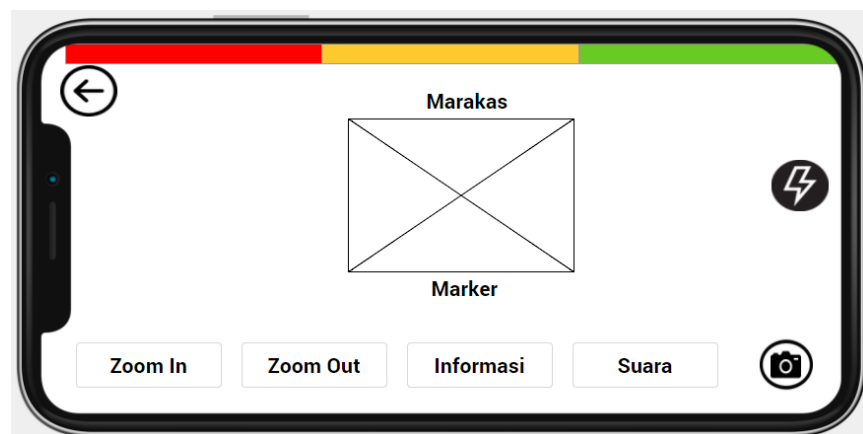 Marakas
Marker
Zoom In
Zoom Out
Informasi
Suara